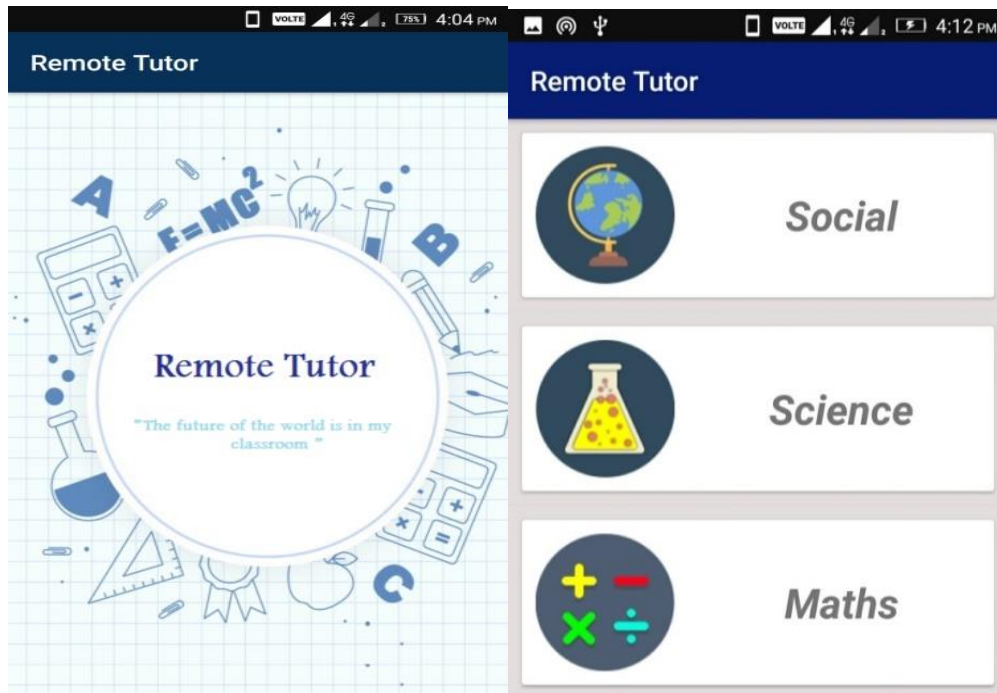 VOLTE 4G 75% 4:04 PM
Remote Tutor
A
F=MC²
B
Remote Tutor
"The future of the world is in my
classroom "
C
VOLTE 4G 4:12 PM
Remote Tutor
Social
Science
Maths